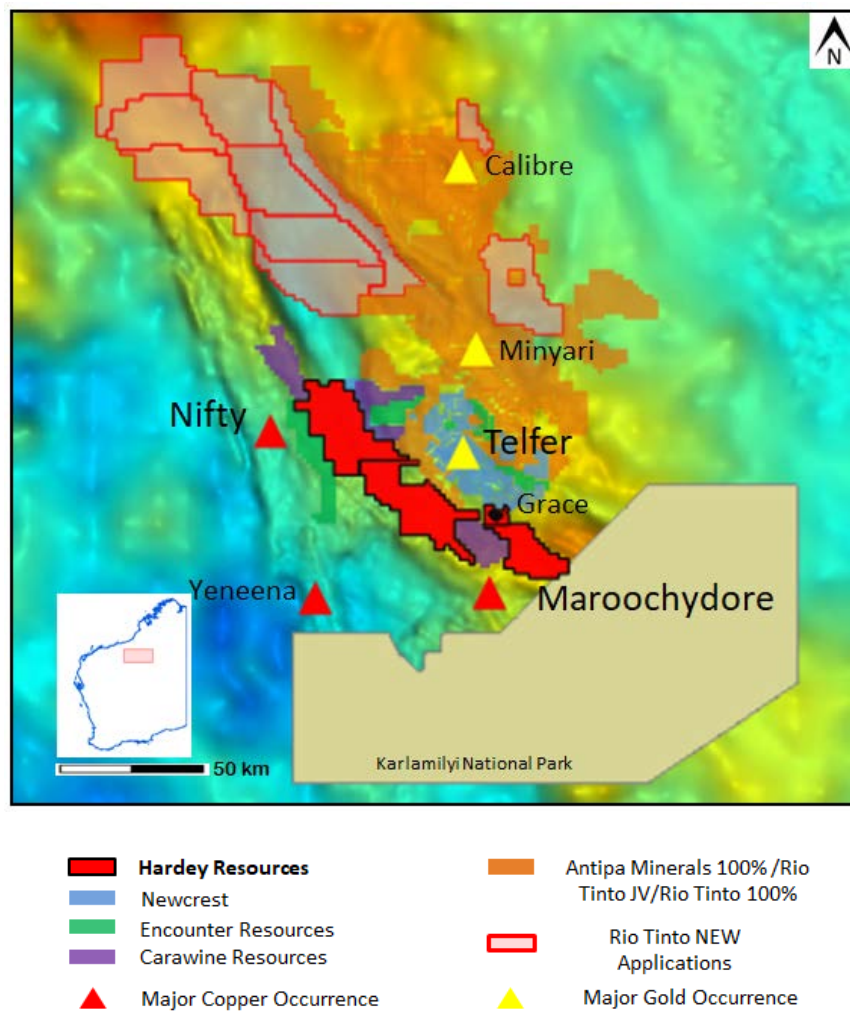 N
Calibre
Minyari
Nifty
Telfer
Grace
Yeneena
Maroochydore
50 km
Karlamilyi National Park
Hardey Resources
Newcrest
Encounter Resources
Carawine Resources
Major Copper Occurrence
Antipa Minerals 100% /Rio
Tinto JV/Rio Tinto 100%
Rio Tinto NEW
Applications
Major Gold Occurrence